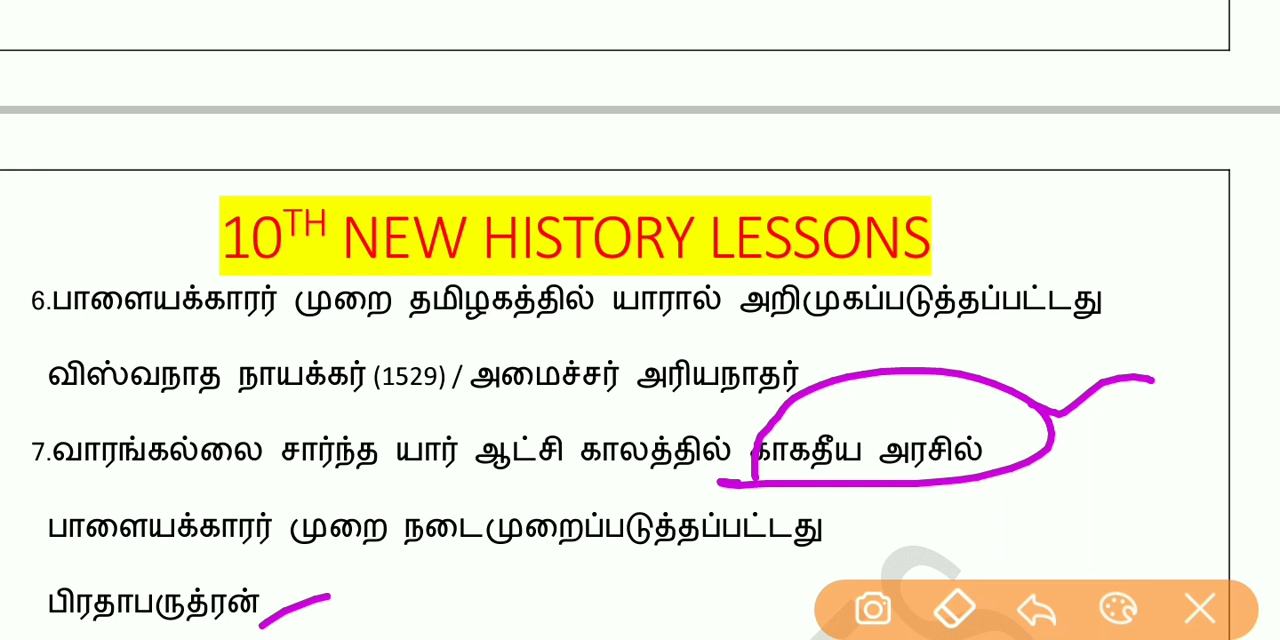 10TH NEW HISTORY LESSONS
6.பாளையக்காரர் முறை தமிழகத்தில் யாரால் அறிமுகப்படுத்தப்பட்டது
விஸ்வநாத நாயக்கர் (1529) / அமைச்சர் அரியநாதர்
7.வாரங்கல்லை சார்ந்த யார் ஆட்சி காலத்தில் காகதீய அரசில்
பாளையக்காரர் முறை நடைமுறைப்படுத்தப்பட்டது
பிரதாபருத்ரன்